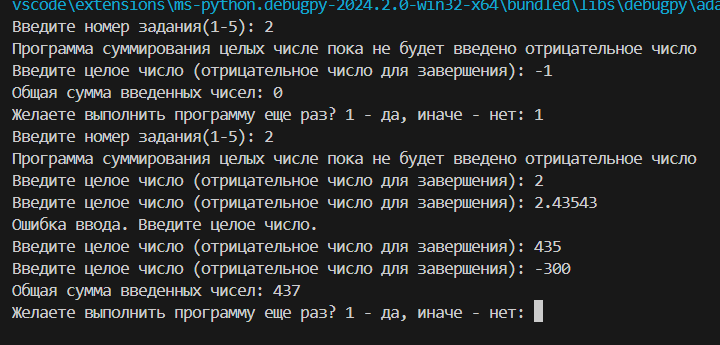 vscode\extensions\ms-python.debugpy-2024.2.0-win32-x64\bundled\libs\debugpy\ada
Введите номер задания(1-5): 2
Программа суммирования целых числе пока не будет введено отрицательное число
Введите целое число (отрицательное число для завершения): -1
Общая сумма введенных чисел: 0
Желаете выполнить программу еще раз? 1 - да, иначе - нет: 1
Введите номер задания(1-5): 2
Программа суммирования целых числе пока не будет введено отрицательное число
Введите целое число (отрицательное число для завершения): 2
Введите целое число (отрицательное число для завершения): 2.43543
Ошибка ввода. Введите целое число.
Введите целое число (отрицательное число для завершения): 435
Введите целое число (отрицательное число для завершения): -300
Общая сумма введенных чисел: 437
Желаете выполнить программу еще раз? 1 - да, иначе - нет: